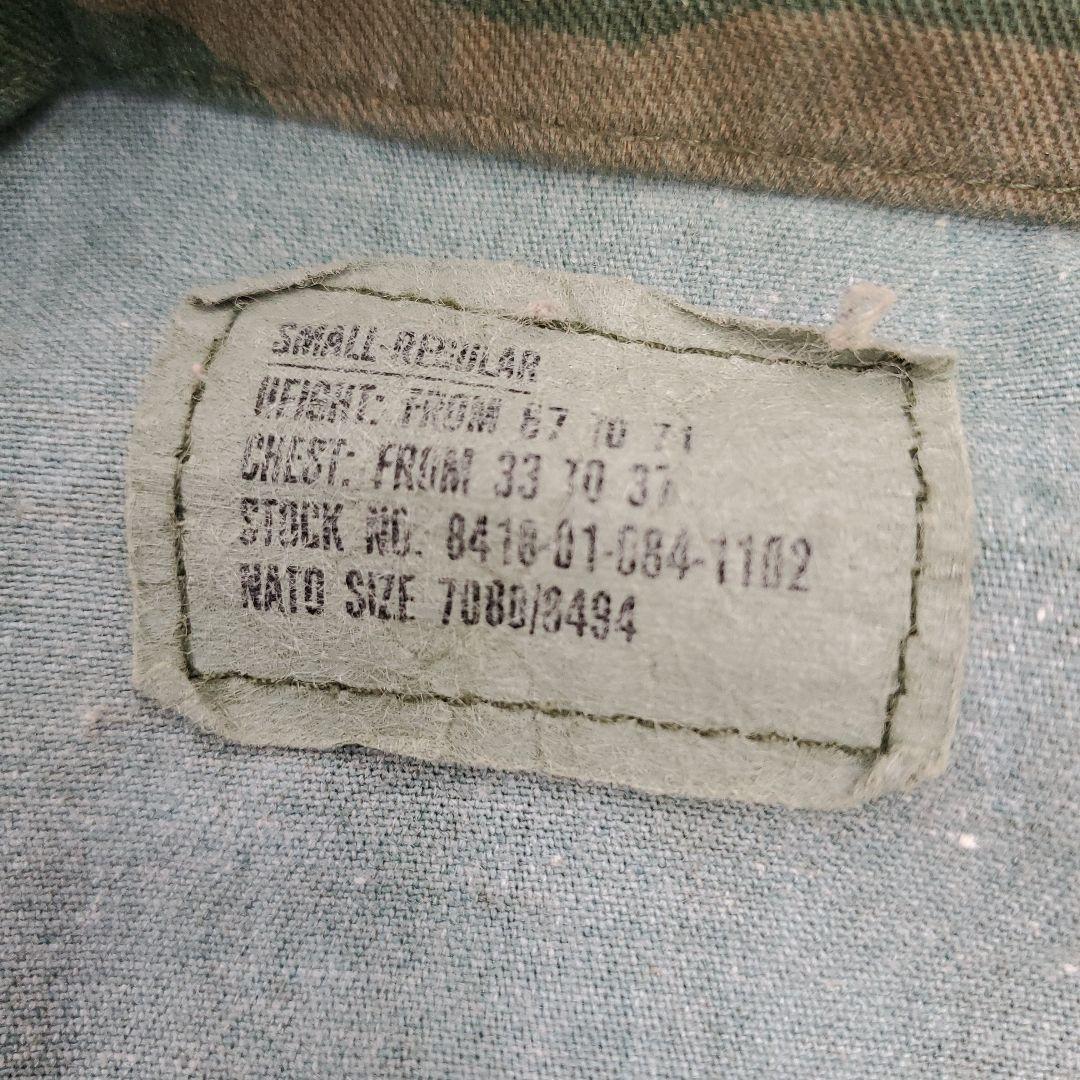 SMALL-REGULAR
HEIGHT: FROM 67 TO 71
CHEST: FROM 33 TO 37
STOCK NO. 8418-01-084-1102
NATO SIZE 7080/8494